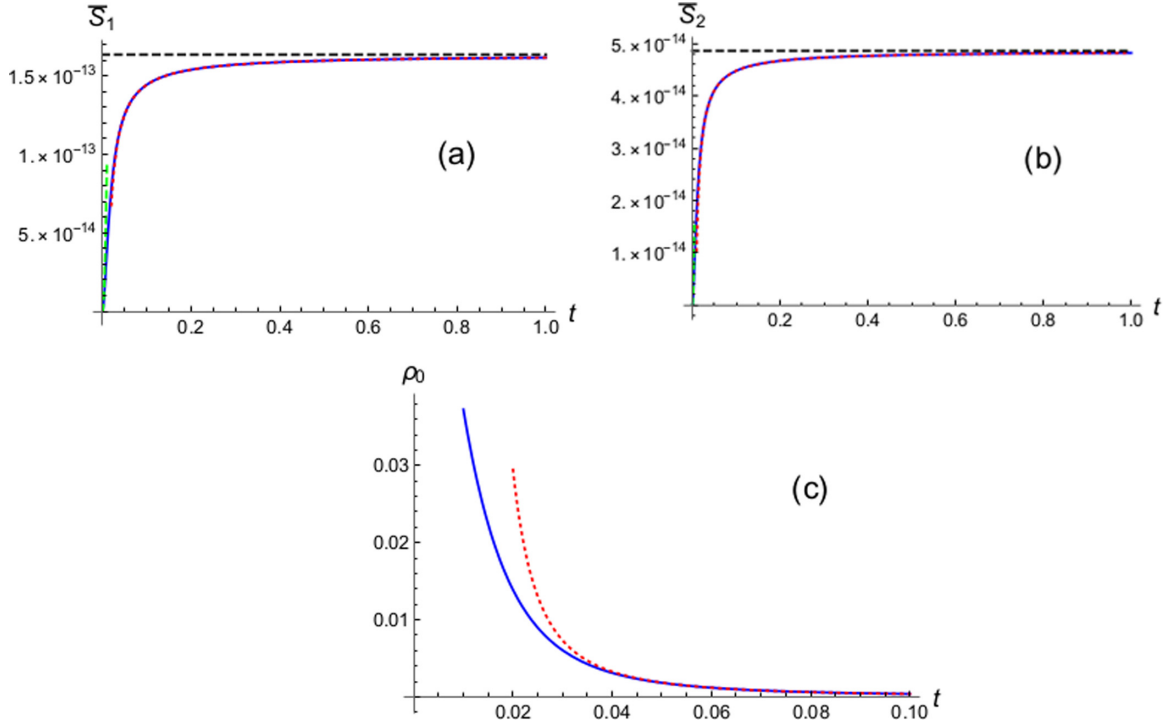 S̅₁
1.5×10⁻¹³
1.×10⁻¹³
5.×10⁻¹⁴
0.2 0.4 0.6 0.8 1.0 t
(a)
S̅₂
5.×10⁻¹⁴
4.×10⁻¹⁴
3.×10⁻¹⁴
2.×10⁻¹⁴
1.×10⁻¹⁴
0.2 0.4 0.6 0.8 1.0 t
(b)
ρ₀
0.03
0.02
0.01
0.02 0.04 0.06 0.08 0.10 t
(c)